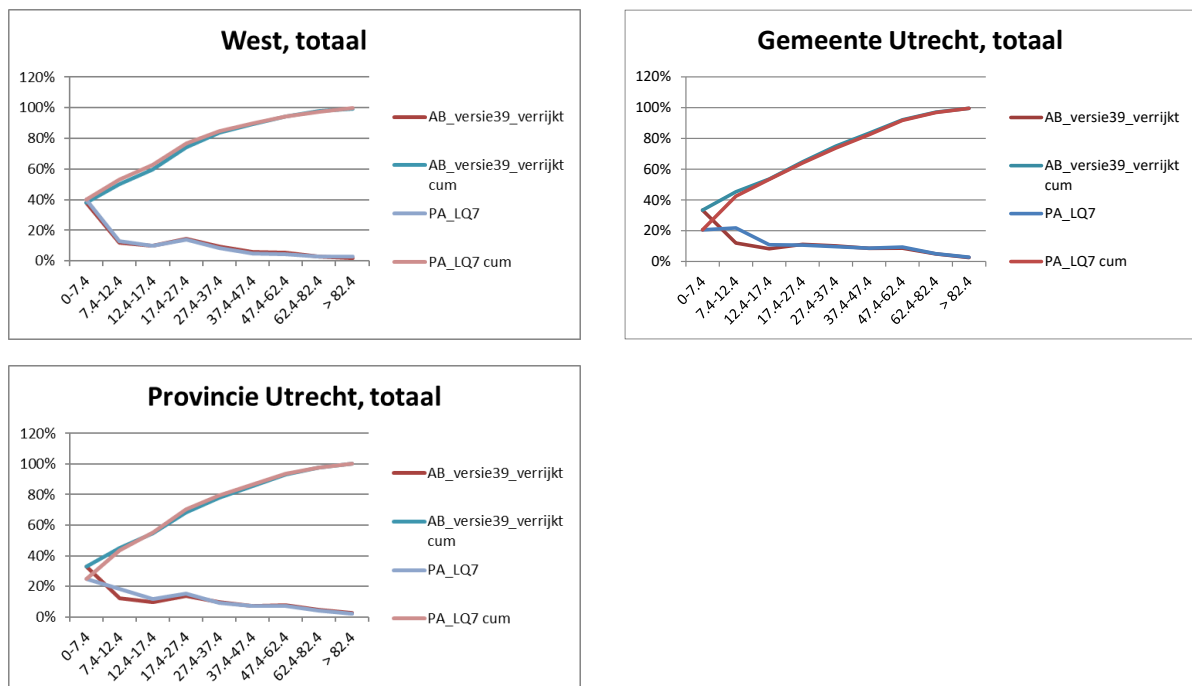 West, totaal
120%
100%
80%
60%
40%
20%
0%
0-7.4
7.4-12.4
12.4-17.4
17.4-27.4
27.4-37.4
37.4-47.4
47.4-62.4
62.4-82.4
> 82.4
AB_versie39_verrijkt
AB_versie39_verrijkt
cum
PA_LQ7
PA_LQ7 cum
Gemeente Utrecht, totaal
120%
100%
80%
60%
40%
20%
0%
0-7.4
7.4-12.4
12.4-17.4
17.4-27.4
27.4-37.4
37.4-47.4
47.4-62.4
62.4-82.4
> 82.4
AB_versie39_verrijkt
AB_versie39_verrijkt
cum
PA_LQ7
PA_LQ7 cum
Provincie Utrecht, totaal
120%
100%
80%
60%
40%
20%
0%
0-7.4
7.4-12.4
12.4-17.4
17.4-27.4
27.4-37.4
37.4-47.4
47.4-62.4
62.4-82.4
> 82.4
AB_versie39_verrijkt
AB_versie39_verrijkt
cum
PA_LQ7
PA_LQ7 cum